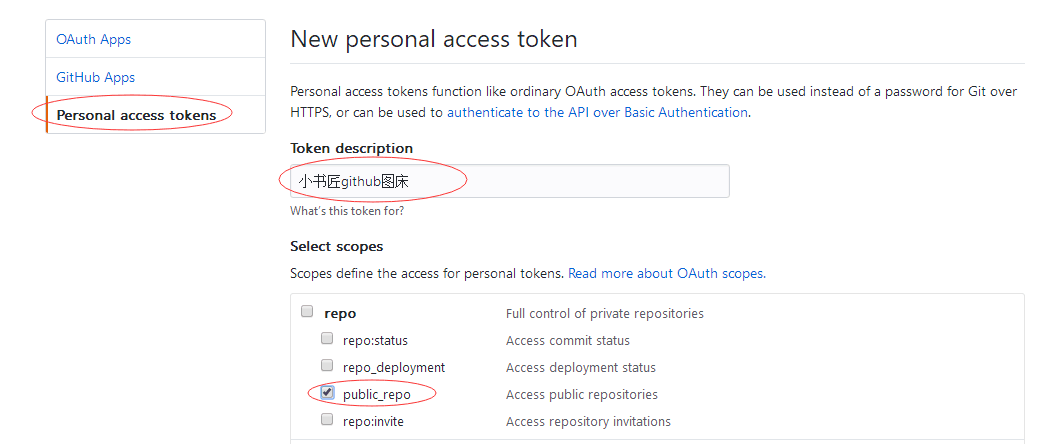 OAuth Apps
GitHub Apps
Personal access tokens
New personal access token
Personal access tokens function like ordinary OAuth access tokens. They can be used instead of a password for Git over
HTTPS, or can be used to authenticate to the API over Basic Authentication.
Token description
小书匠github图床
What's this token for?
Select scopes
Scopes define the access for personal tokens. Read more about OAuth scopes.
repo Full control of private repositories
repo:status Access commit status
repo_deployment Access deployment status
public_repo Access public repositories
repo:invite Access repository invitations